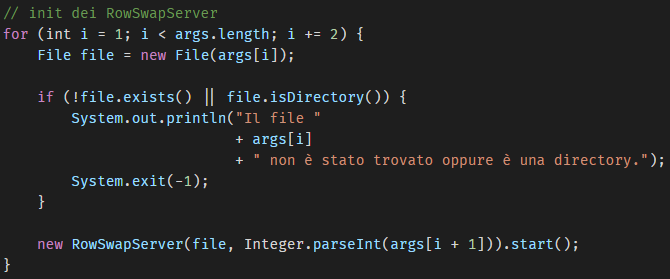 // init dei RowSwapServer
for (int i = 1; i < args.length; i += 2) {
    File file = new File(args[i]);

    if (!file.exists() || file.isDirectory()) {
        System.out.println("Il file "
                           + args[i]
                           + " non è stato trovato oppure è una directory.");
        System.exit(-1);
    }

    new RowSwapServer(file, Integer.parseInt(args[i + 1])).start();
}